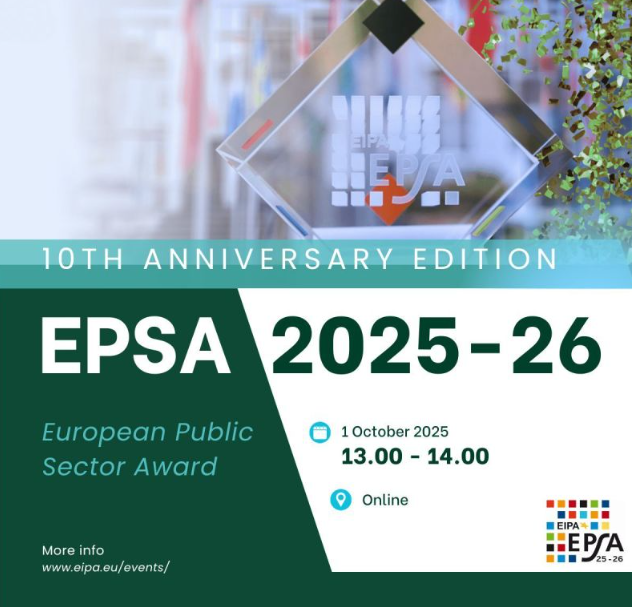 EIPA
EPSA
10TH ANNIVERSARY EDITION
EPSA 2025-26
European Public
Sector Award
1 October 2025
13.00 - 14.00
Online
More info
www.eipa.eu/events/
EIPA
EPSA
25-26